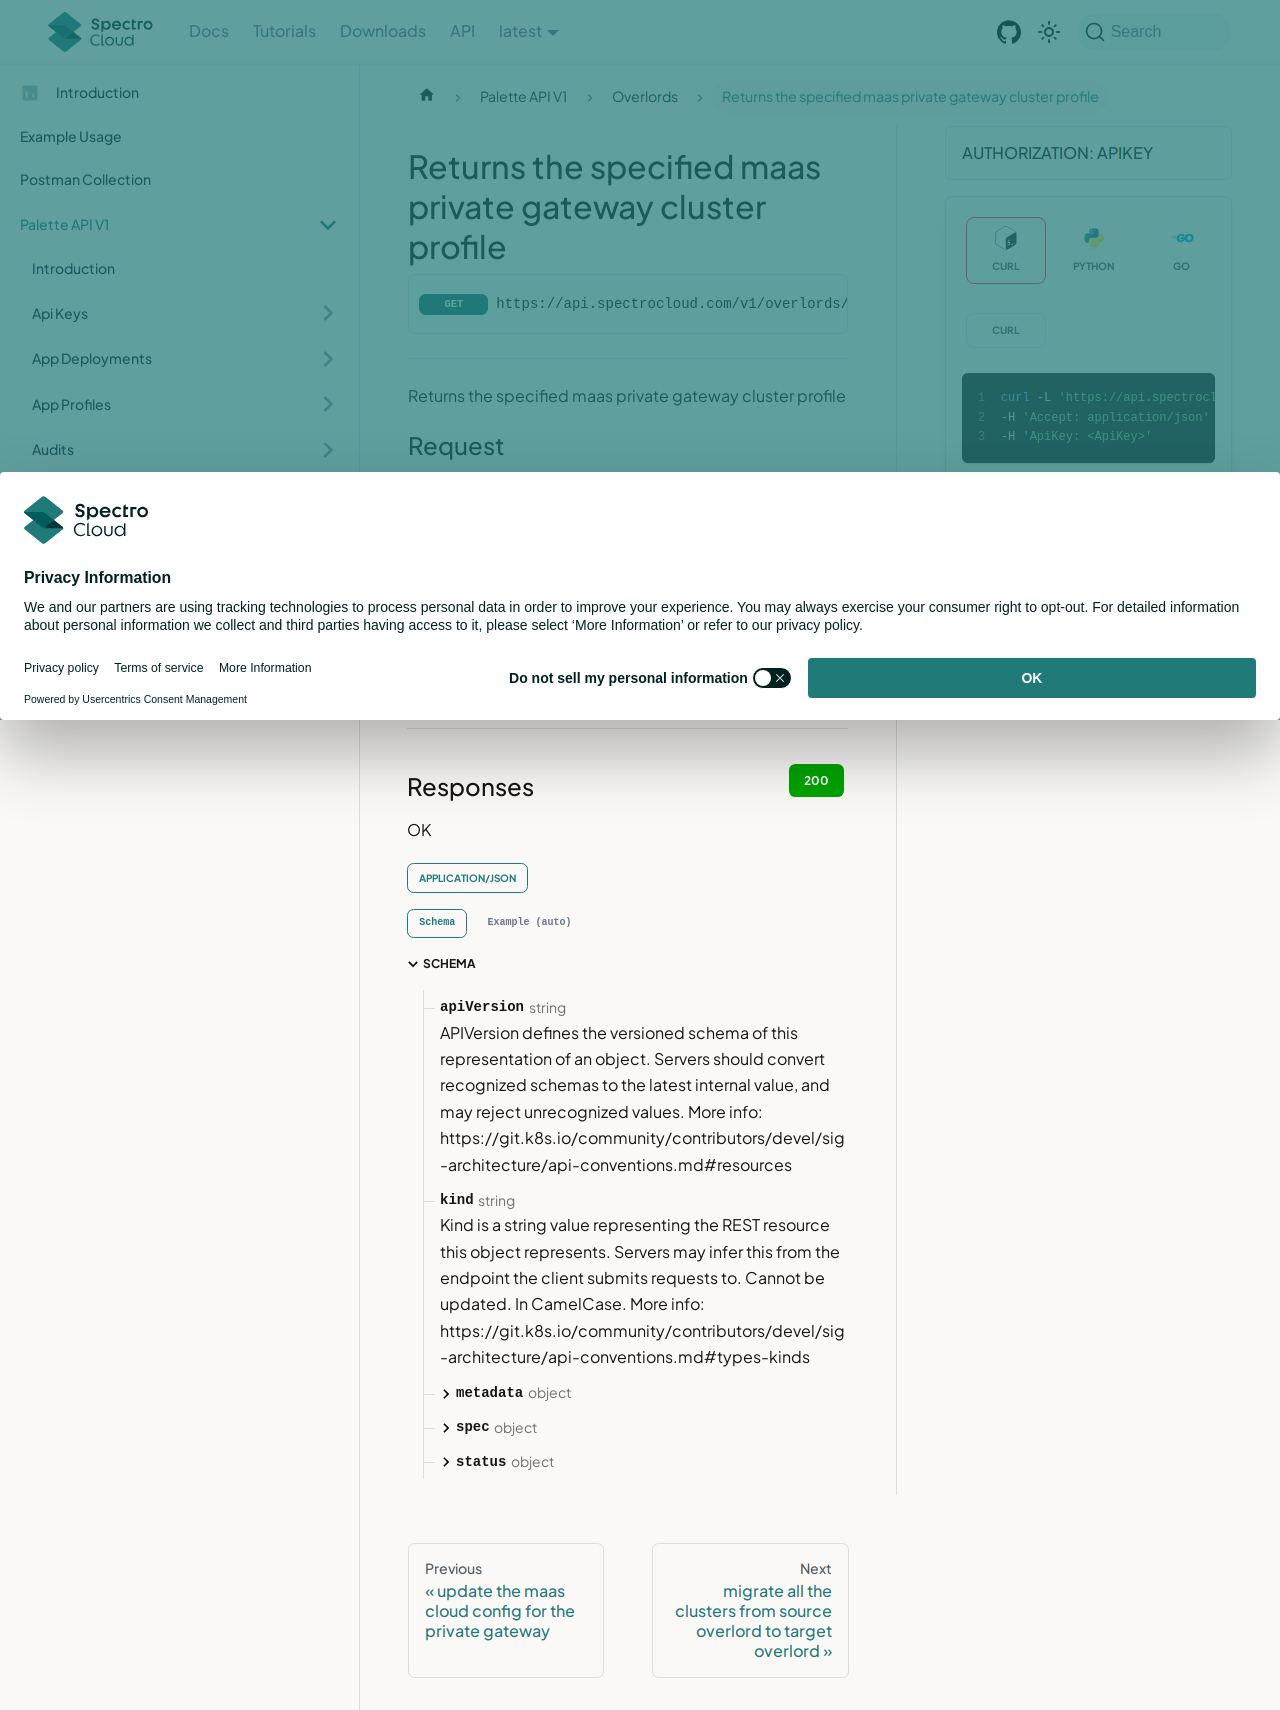 Spectro Cloud
Docs
Tutorials
Downloads
API
latest
Search
Introduction
Example Usage
Postman Collection
Palette API V1
Introduction
Api Keys
App Deployments
App Profiles
Audits
Palette API V1
Overlords
Returns the specified maas private gateway cluster profile
Returns the specified maas
private gateway cluster
profile
GET
https://api.spectrocloud.com/v1/overlords/
Returns the specified maas private gateway cluster profile
Request
AUTHORIZATION: APIKEY
CURL
PYTHON
GO
CURL
1 curl -L 'https://api.spectrocl
2 -H 'Accept: application/json'
3 -H 'ApiKey: <ApiKey>'
Spectro
Cloud
Privacy Information
We and our partners are using tracking technologies to process personal data in order to improve your experience. You may always exercise your consumer right to opt-out. For detailed information
about personal information we collect and third parties having access to it, please select ‘More Information’ or refer to our privacy policy.
Privacy policy
Terms of service
More Information
Powered by Usercentrics Consent Management
Do not sell my personal information
OK
Responses
200
OK
APPLICATION/JSON
Schema
Example (auto)
SCHEMA
apiVersion string
APIVersion defines the versioned schema of this
representation of an object. Servers should convert
recognized schemas to the latest internal value, and
may reject unrecognized values. More info:
https://git.k8s.io/community/contributors/devel/sig
-architecture/api-conventions.md#resources
kind string
Kind is a string value representing the REST resource
this object represents. Servers may infer this from the
endpoint the client submits requests to. Cannot be
updated. In CamelCase. More info:
https://git.k8s.io/community/contributors/devel/sig
-architecture/api-conventions.md#types-kinds
metadata object
spec object
status object
Previous
« update the maas
cloud config for the
private gateway
Next
migrate all the
clusters from source
overlord to target
overlord »